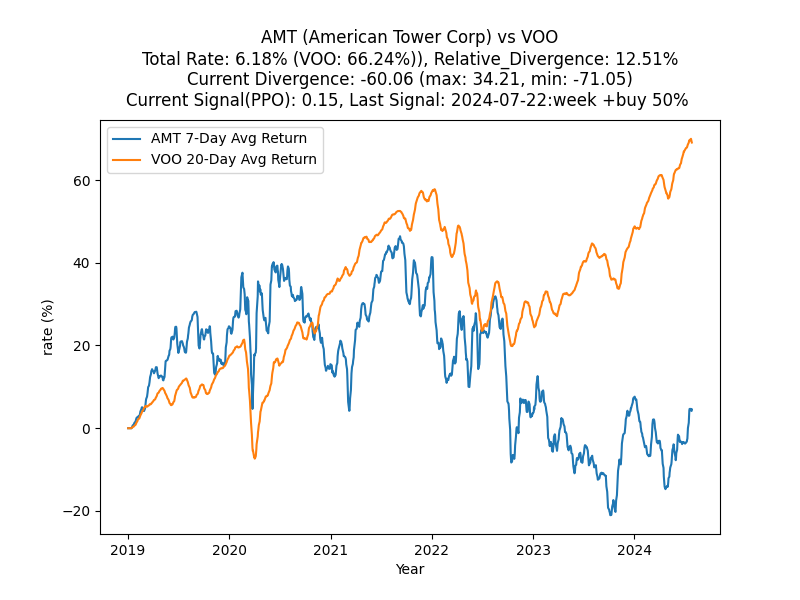 AMT (American Tower Corp) vs VOO
Total Rate: 6.18% (VOO: 66.24%)), Relative_Divergence: 12.51%
Current Divergence: -60.06 (max: 34.21, min: -71.05)
Current Signal(PPO): 0.15, Last Signal: 2024-07-22:week +buy 50%
AMT 7-Day Avg Return
VOO 20-Day Avg Return
60
40
20
0
−20
rate (%)
2019 2020 2021 2022 2023 2024
Year